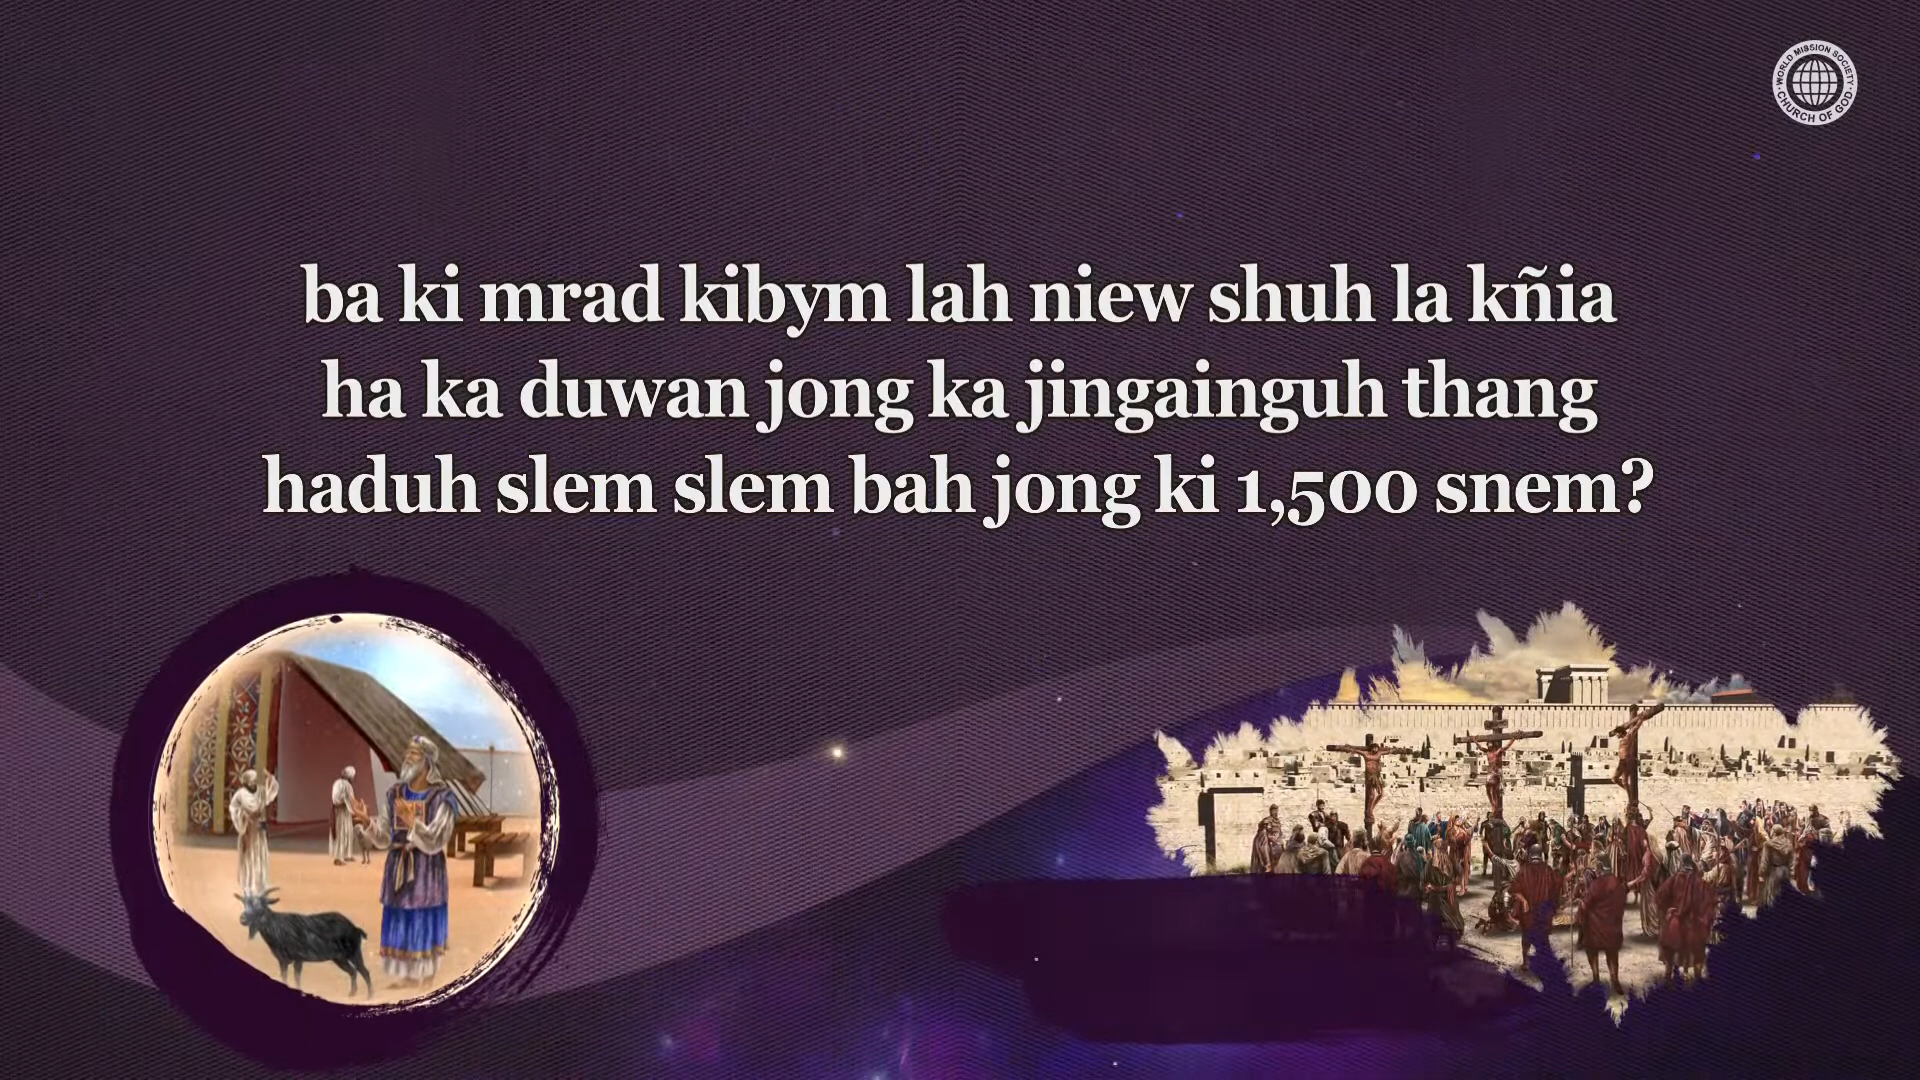 WORLD MISSION SOCIETY
CHURCH OF GOD
ba ki mrad kibym lah niew shuh la kñia
ha ka duwan jong ka jingainguh thang
haduh slem slem bah jong ki 1,500 snem?